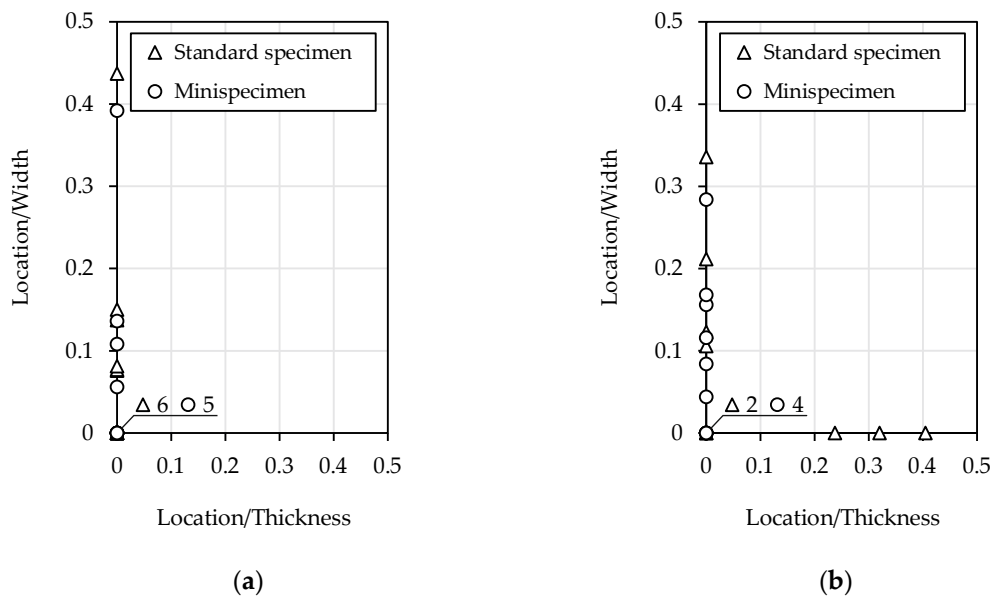 0.5
0.4
0.3
0.2
0.1
0
0 0.1 0.2 0.3 0.4 0.5
Location/Width
Location/Thickness
Standard specimen
Minispecimen
6 5
(a)
0.5
0.4
0.3
0.2
0.1
0
0 0.1 0.2 0.3 0.4 0.5
Location/Width
Location/Thickness
Standard specimen
Minispecimen
2 4
(b)